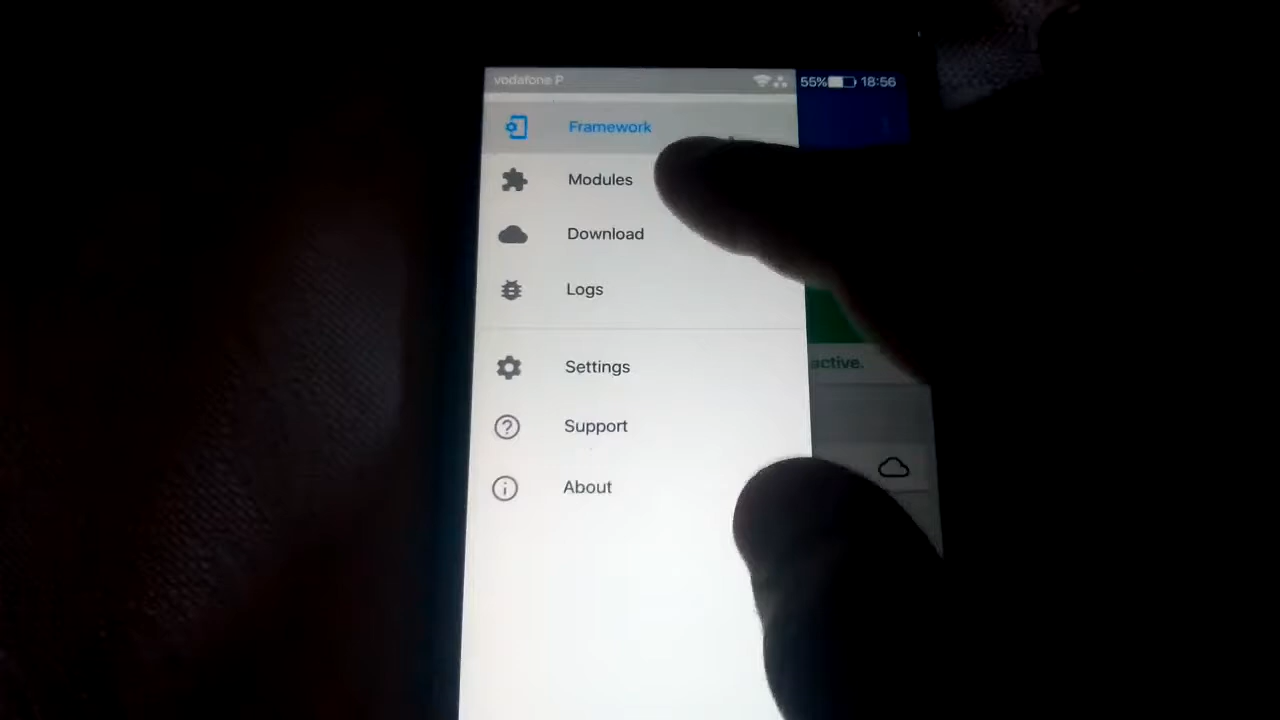 vodafone P 55% 18:56
Framework
Modules
Download
Logs
active.
Settings
Support
About